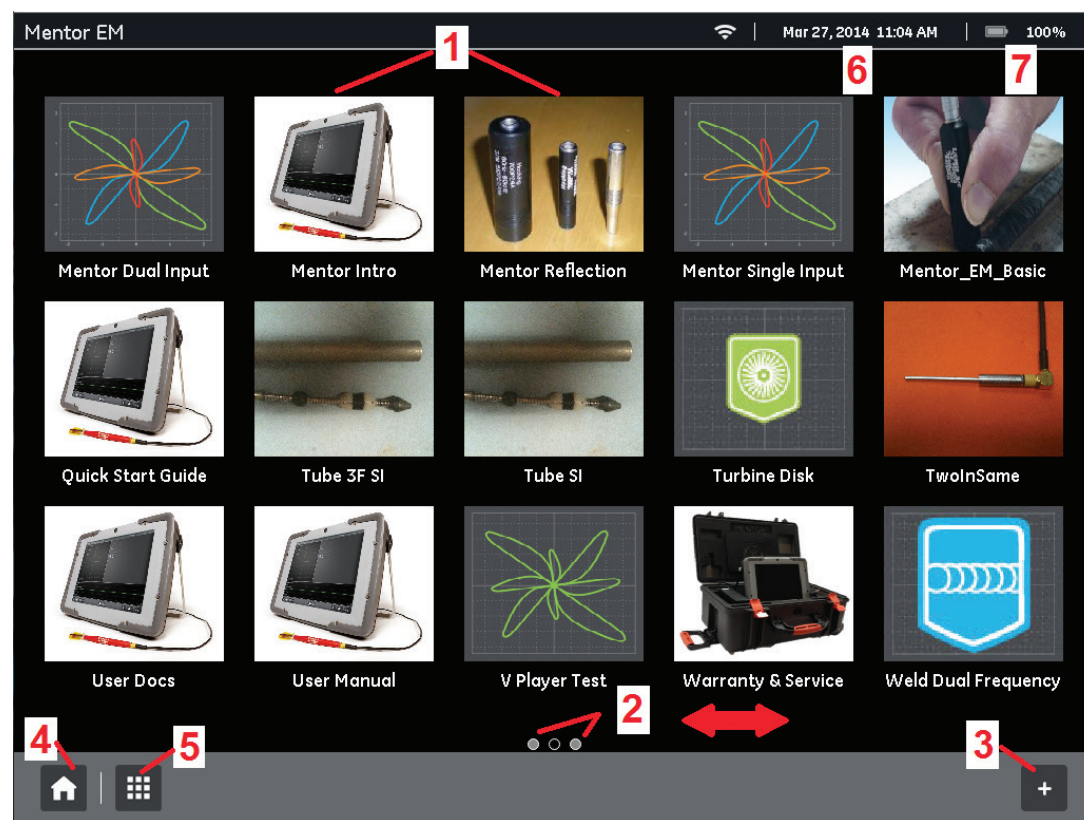 Mentor EM
Mar 27, 2014 11:04 AM
100%
1
6
7
Mentor Dual Input
Mentor Intro
Mentor Reflection
Mentor Single Input
Mentor_EM_Basic
Quick Start Guide
Tube 3F SI
Tube SI
Turbine Disk
TwoInSame
User Docs
User Manual
V Player Test
Warranty & Service
Weld Dual Frequency
2
4
5
3
+